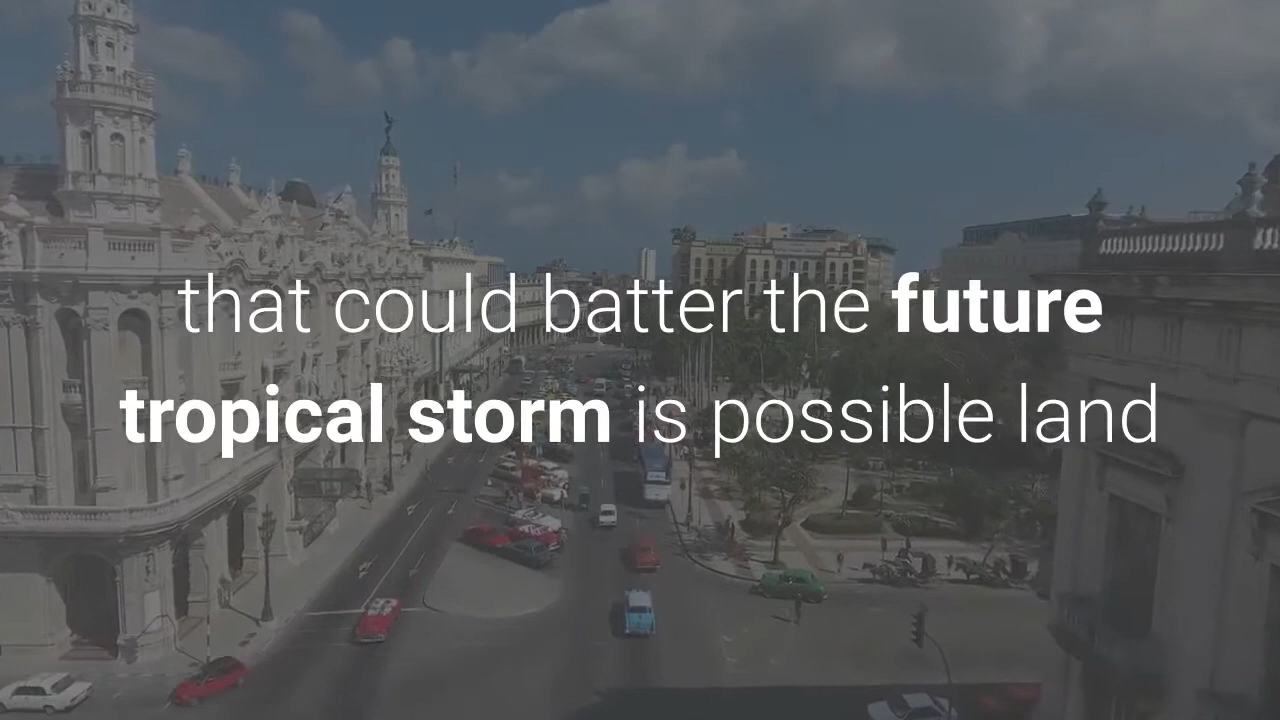 that could batter the future
tropical storm is possible land